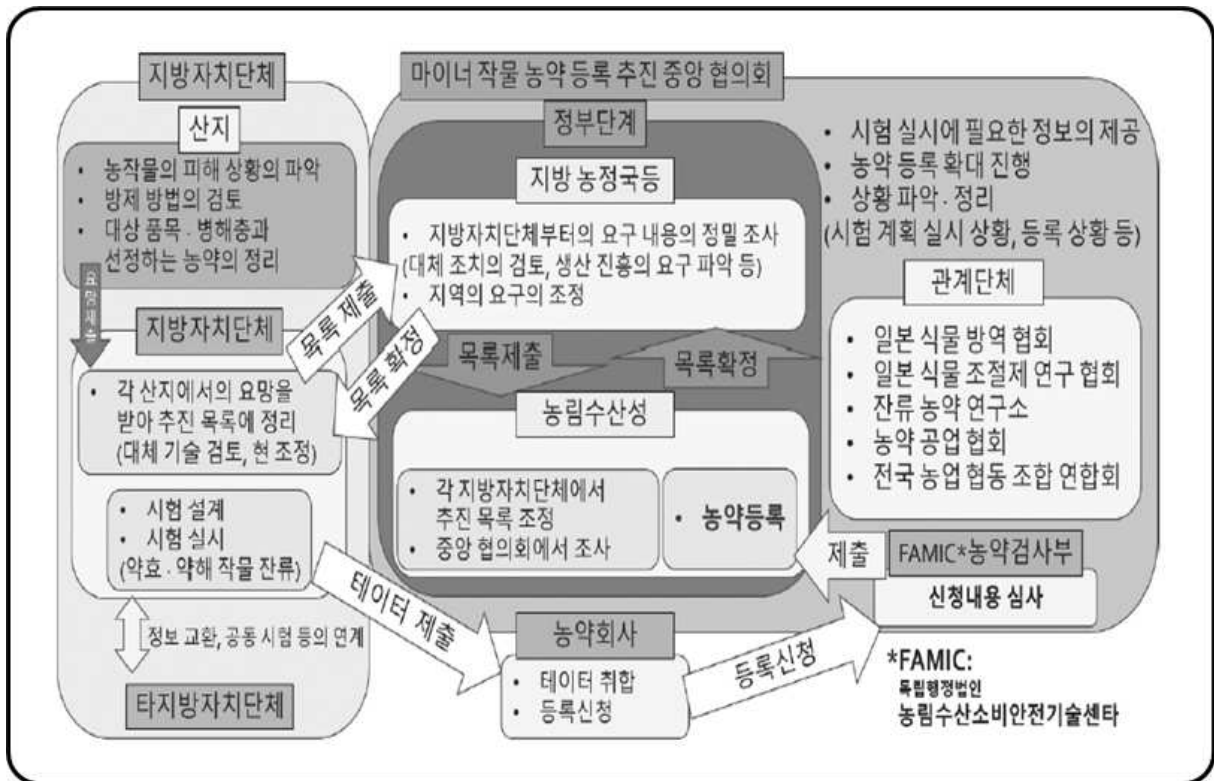 지방자치단체
산지
• 농작물의 피해 상황의 파악
• 방제 방법의 검토
• 대상 품목 · 병해충과
선정하는 농약의 정리
요망제출
지방자치단체
• 각 산지에서의 요망을
받아 추진 목록에 정리
(대체 기술 검토, 현 조정)
• 시험 설계
• 시험 실시
(약효 · 약해 작물 잔류)
정보 교환, 공동 시험 등의 연계
타지방자치단체
목록 제출
목록 확정
마이너 작물 농약 등록 추진 중앙 협의회
정부단계
지방 농정국등
• 지방자치단체부터의 요구 내용의 정밀 조사
(대체 조치의 검토, 생산 진흥의 요구 파악 등)
• 지역의 요구의 조정
목록제출
목록확정
농림수산성
• 각 지방자치단체에서
추진 목록 조정
• 중앙 협의회에서 조사
• 농약등록
• 시험 실시에 필요한 정보의 제공
• 농약 등록 확대 진행
• 상황 파악 · 정리
(시험 계획 실시 상황, 등록 상황 등)
관계단체
• 일본 식물 방역 협회
• 일본 식물 조절제 연구 협회
• 잔류 농약 연구소
• 농약 공업 협회
• 전국 농업 협동 조합 연합회
제출
FAMIC*농약검사부
신청내용 심사
데이터 제출
농약회사
• 데이터 취합
• 등록신청
등록신청
*FAMIC:
독립행정법인
농림수산소비안전기술센타